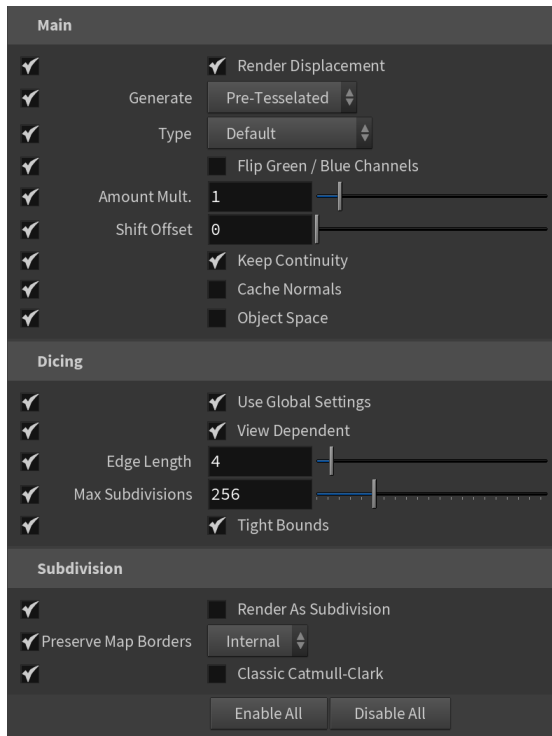 Main
Render Displacement
Generate Pre-Tesselated
Type Default
Flip Green / Blue Channels
Amount Mult. 1
Shift Offset 0
Keep Continuity
Cache Normals
Object Space
Dicing
Use Global Settings
View Dependent
Edge Length 4
Max Subdivisions 256
Tight Bounds
Subdivision
Render As Subdivision
Preserve Map Borders Internal
Classic Catmull-Clark
Enable All Disable All